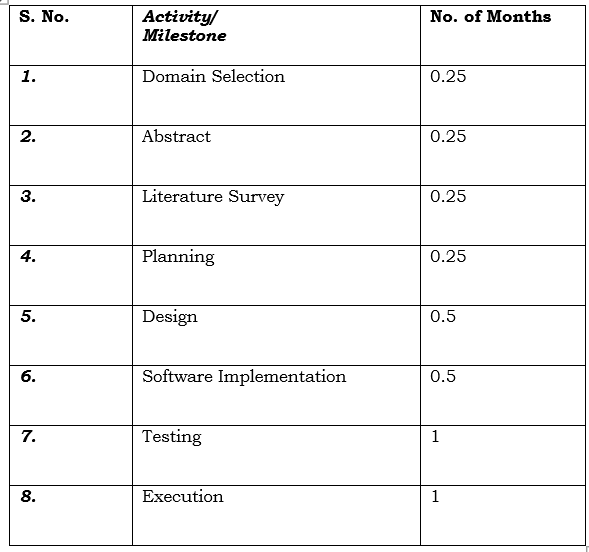 S. No. Activity/ No. of Months
Milestone
1. Domain Selection 0.25
2. Abstract 0.25
3. Literature Survey 0.25
4. Planning 0.25
5. Design 0.5
6. Software Implementation 0.5
7. Testing 1
8. Execution 1